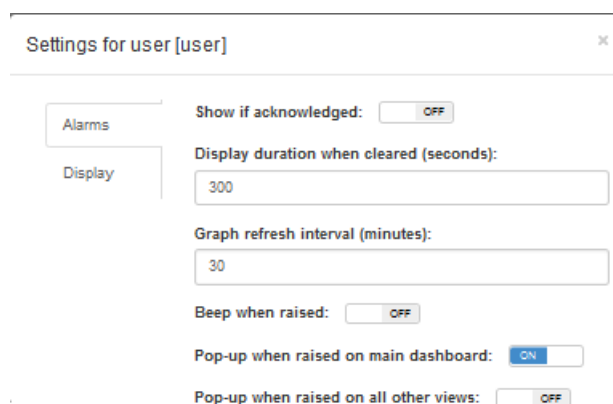 Settings for user [user]
×
Alarms
Display
Show if acknowledged: OFF
Display duration when cleared (seconds):
300
Graph refresh interval (minutes):
30
Beep when raised: OFF
Pop-up when raised on main dashboard: ON
Pop-up when raised on all other views: OFF